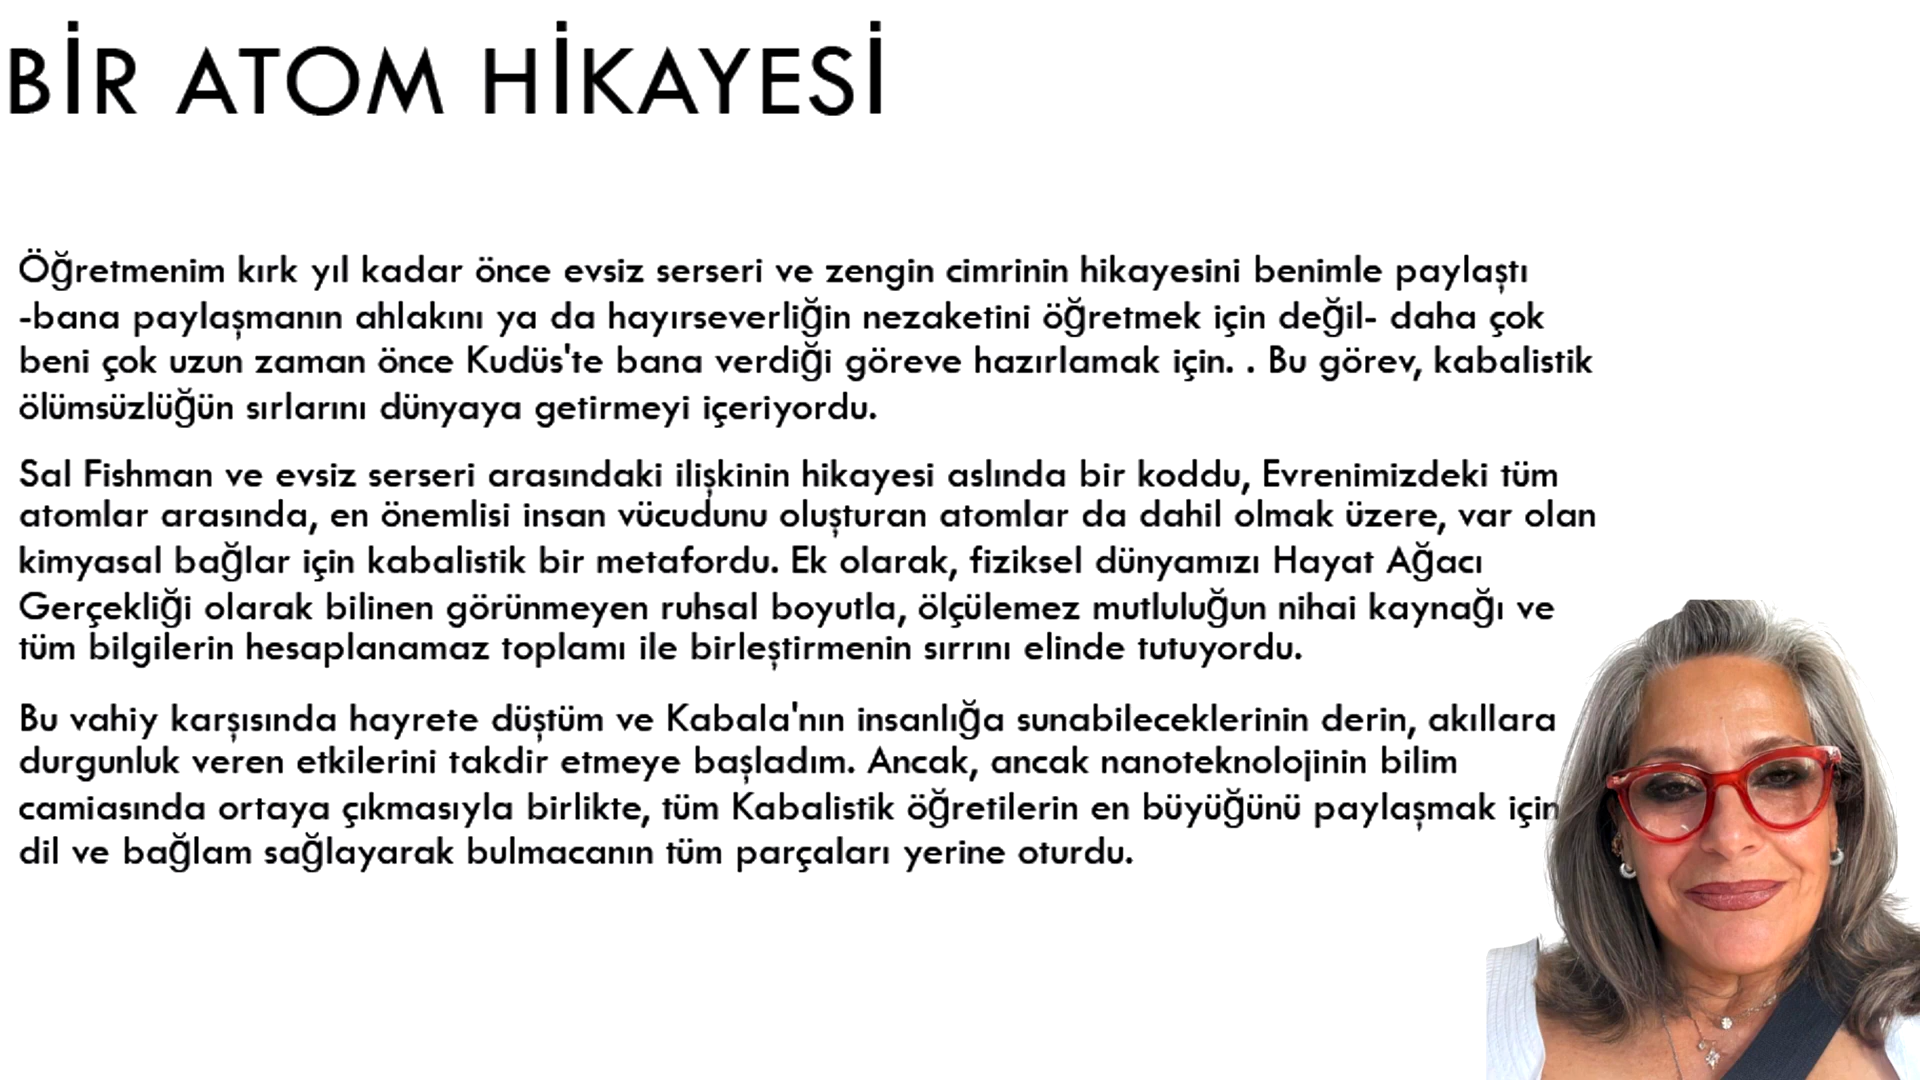 BİR ATOM HİKAYESİ
Öğretmenim kırk yıl kadar önce evsiz serseri ve zengin cimrinin hikayesini benimle paylaştı
-bana paylaşmanın ahlakını ya da hayırseverliğin nezaketini öğretmek için değil- daha çok
beni çok uzun zaman önce Kudüs'te bana verdiği göreve hazırlamak için. . Bu görev, kabalistik
ölümsüzlüğün sırlarını dünyaya getirmeyi içeriyordu.
Sal Fishman ve evsiz serseri arasındaki ilişkinin hikayesi aslında bir koddu, Evrenimizdeki tüm
atomlar arasında, en önemlisi insan vücudunu oluşturan atomlar da dahil olmak üzere, var olan
kimyasal bağlar için kabalistik bir metafordu. Ek olarak, fiziksel dünyamızı Hayat Ağacı
Gerçekliği olarak bilinen görünmeyen ruhsal boyutla, ölçülemez mutluluğun nihai kaynağı ve
tüm bilgilerin hesaplanamaz toplamı ile birleştirmenin sırrını elinde tutuyordu.
Bu vahiy karşısında hayrete düştüm ve Kabala'nın insanlığa sunabileceklerinin derin, akıllara
durgunluk veren etkilerini takdir etmeye başladım. Ancak, ancak nanoteknolojinin bilim
camiasında ortaya çıkmasıyla birlikte, tüm Kabalistik öğretilerin en büyüğünü paylaşmak için
dil ve bağlam sağlayarak bulmacanın tüm parçaları yerine oturdu.